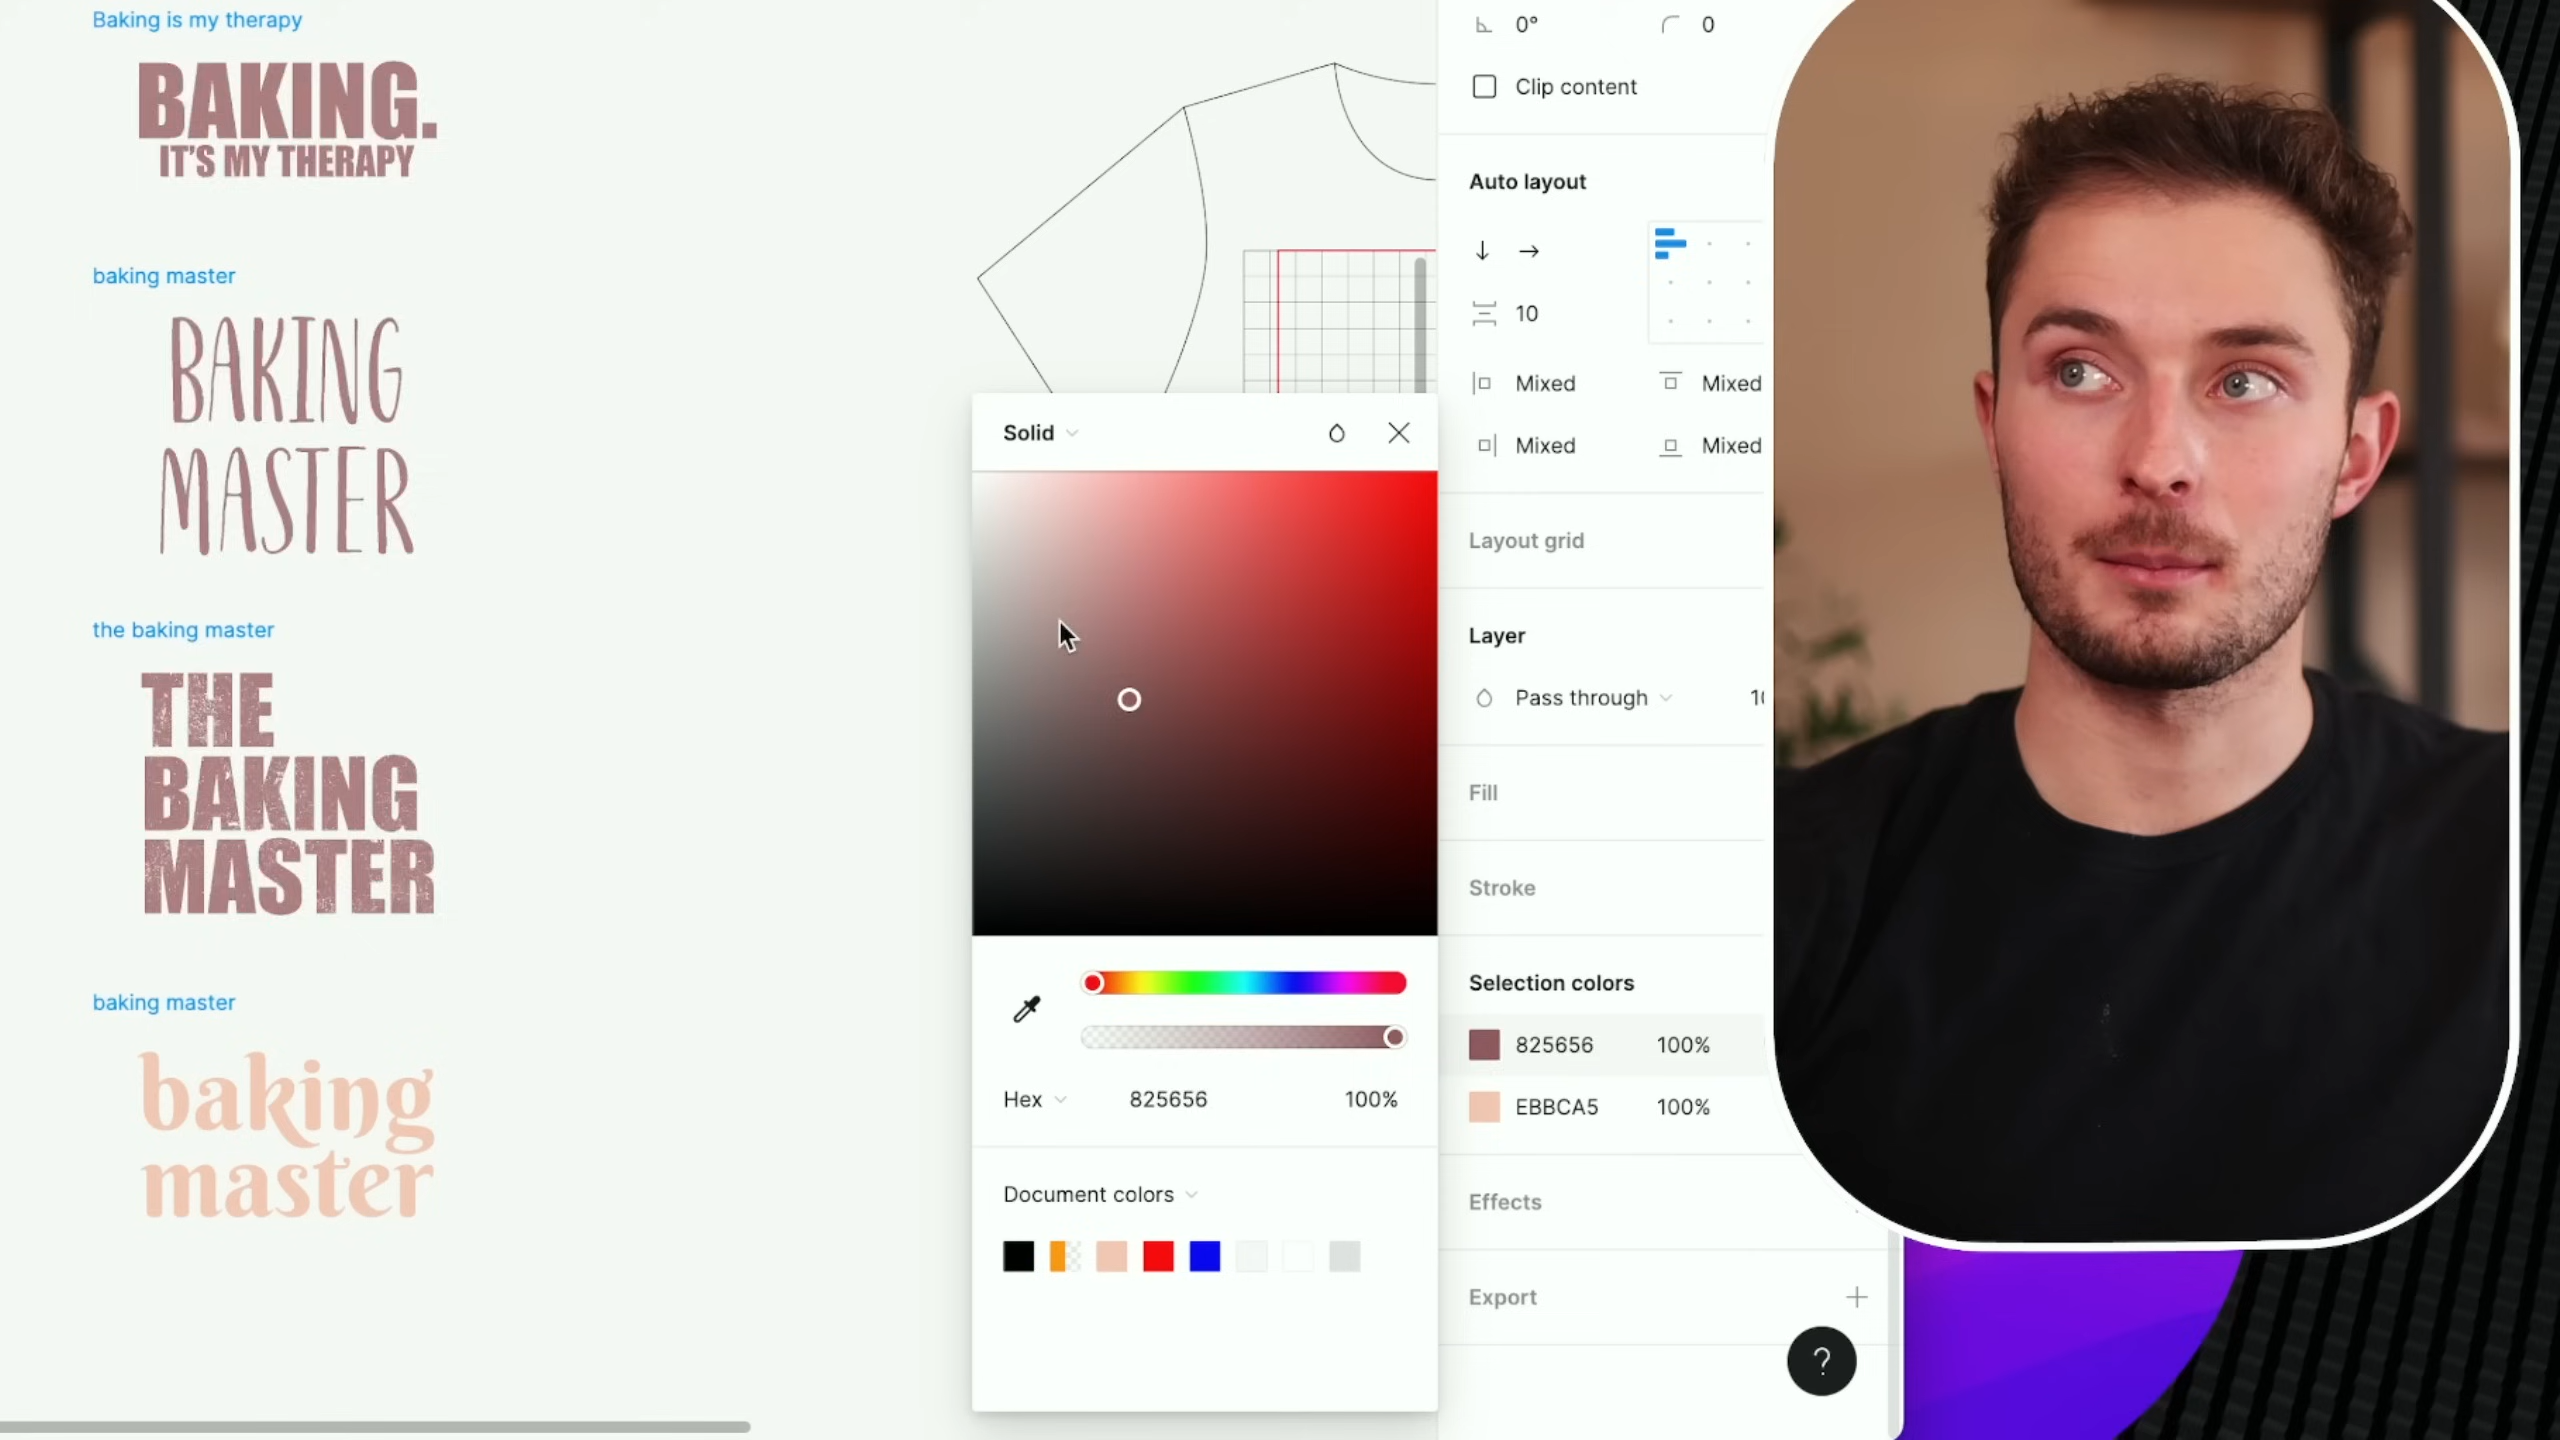 Baking is my therapy
BAKING.
IT'S MY THERAPY
baking master
BAKING
MASTER
the baking master
THE
BAKING
MASTER
baking master
baking
master
Solid
Hex
825656
100%
Document colors
0°
0
Clip content
Auto layout
10
Mixed
Mixed
Mixed
Mixed
Layout grid
Layer
Pass through
Fill
Stroke
Selection colors
825656
100%
EBBCA5
100%
Effects
Export
?